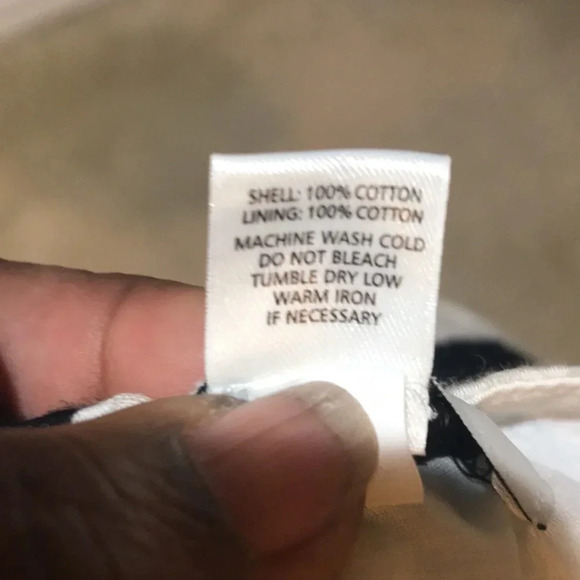 SHELL: 100% COTTON
LINING: 100% COTTON
MACHINE WASH COLD
DO NOT BLEACH
TUMBLE DRY LOW
WARM IRON
IF NECESSARY